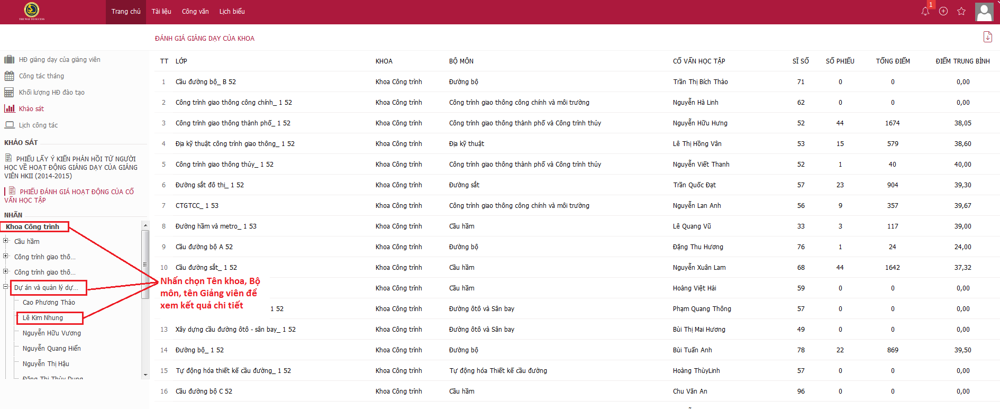 THE WAY TO SUCESS
Trang chủ Tài liệu Công văn Lịch biểu
1
ĐÁNH GIÁ GIẢNG DẠY CỦA KHOA
HĐ giảng dạy của giảng viên
Công tác tháng
Khối lượng HĐ đào tạo
Khảo sát
Lịch công tác
KHẢO SÁT
PHIẾU LẤY Ý KIẾN PHẢN HỒI TỪ NGƯỜI
HỌC VỀ HOẠT ĐỘNG GIẢNG DẠY CỦA GIẢNG
VIÊN HKII (2014-2015)
PHIẾU ĐÁNH GIÁ HOẠT ĐỘNG CỦA CỐ
VẤN HỌC TẬP
NHÃN
Khoa Công trình
Cầu hầm
Công trình giao thô...
Công trình giao thô...
Dự án và quản lý dự...
Cao Phương Thảo
Lê Kim Nhung
Nguyễn Hữu Vương
Nguyễn Quang Hiển
Nguyễn Thị Hậu
Đặng Thị Thùy Dung
Nhấn chọn Tên khoa, Bộ
môn, tên Giảng viên để
xem kết quả chi tiết
TT LỚP KHOA BỘ MÔN CỐ VẤN HỌC TẬP SĨ SỐ SỐ PHIẾU TỔNG ĐIỂM ĐIỂM TRUNG BÌNH
1 Cầu đường bộ_ B 52 Khoa Công trình Đường bộ Trần Thị Bích Thảo 71 0 0 0,00
2 Công trình giao thông công chính_ 1 52 Khoa Công trình Công trình giao thông công chính và môi trường Nguyễn Hà Linh 62 0 0 0,00
3 Công trình giao thông thành phố_ 1 52 Khoa Công trình Công trình giao thông thành phố và Công trình thủy Nguyễn Hữu Hưng 52 44 1674 38,05
4 Địa kỹ thuật công trình giao thông_ 1 52 Khoa Công trình Địa kỹ thuật Lê Thị Hồng Vân 53 15 579 38,60
5 Công trình giao thông thủy_ 1 52 Khoa Công trình Công trình giao thông thành phố và Công trình thủy Nguyễn Viết Thanh 52 1 40 40,00
6 Đường sắt đô thị_ 1 52 Khoa Công trình Đường sắt Trần Quốc Đạt 57 23 904 39,30
7 CTGTCC_ 1 53 Khoa Công trình Công trình giao thông công chính và môi trường Nguyễn Lan Anh 56 9 357 39,67
8 Đường hầm và metro_ 1 53 Khoa Công trình Cầu hầm Lê Quang Vũ 33 3 117 39,00
9 Cầu đường bộ A 52 Khoa Công trình Đường bộ Đặng Thu Hương 76 1 24 24,00
10 Cầu đường sắt_ 1 52 Khoa Công trình Cầu hầm Nguyễn Xuân Lam 68 44 1642 37,32
Khoa Công trình Cầu hầm Hoàng Việt Hải 59 0 0 0,00
1 52 Khoa Công trình Đường ôtô và Sân bay Phạm Quang Thông 57 0 0 0,00
13 Xây dựng cầu đường ôtô - sân bay_ 1 52 Khoa Công trình Đường ôtô và Sân bay Bùi Thị Mai Hương 49 0 0 0,00
14 Đường bộ_ 1 52 Khoa Công trình Đường bộ Bùi Tuấn Anh 78 22 869 39,50
15 Tự động hóa thiết kế cầu đường_ 1 52 Khoa Công trình Tự động hóa Thiết kế cầu đường Hoàng ThùyLinh 57 0 0 0,00
16 Cầu đường bộ C 52 Khoa Công trình Cầu hầm Chu Văn An 96 0 0 0,00